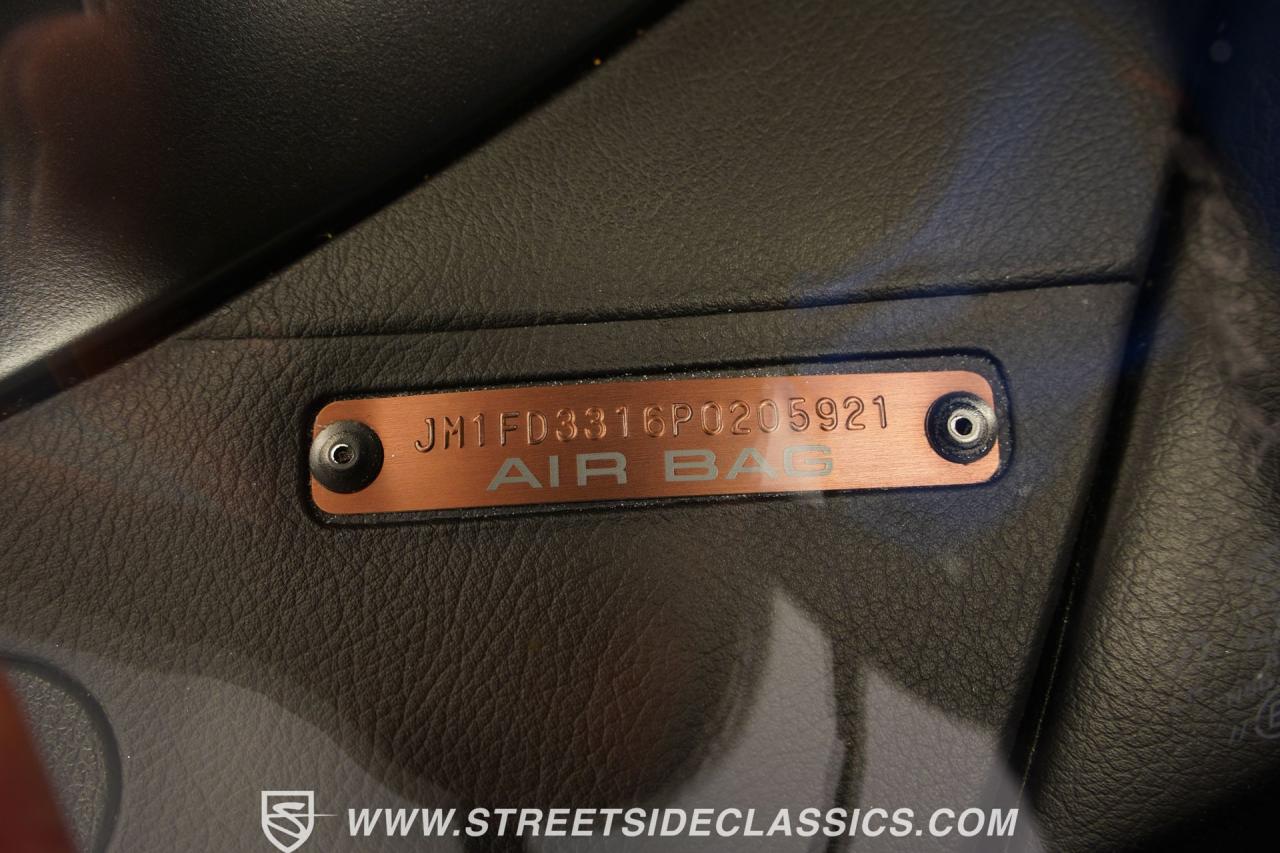 JM1FD3316P0205921
AIR BAG
WWW.STREETSIDECLASSICS.COM